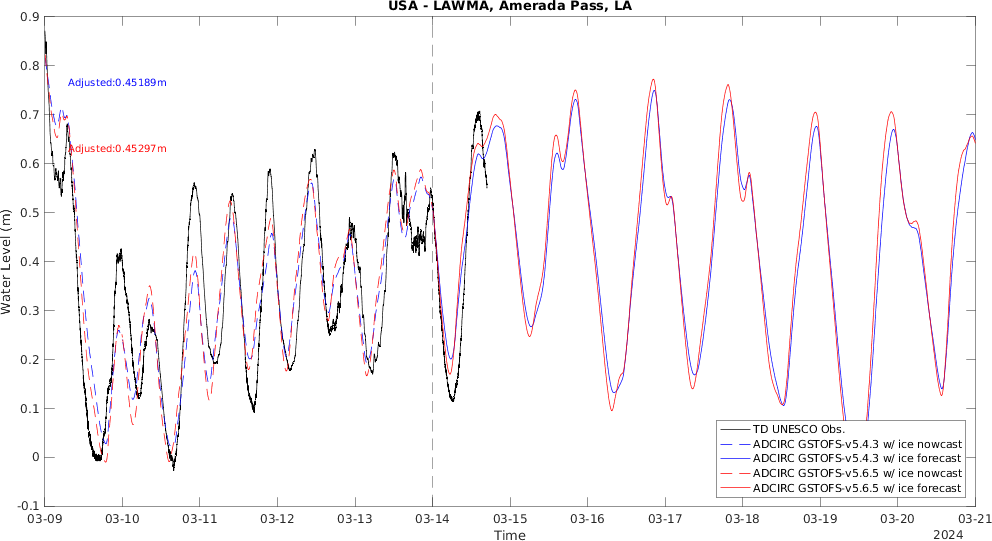 USA - LAWMA, Amerada Pass, LA
0.9
0.8
0.7
0.6
0.5
0.4
0.3
0.2
0.1
0
-0.1
Water Level (m)
Adjusted:0.45189m
Adjusted:0.45297m
TD UNESCO Obs.
ADCIRC GSTOFS-v5.4.3 w/ ice nowcast
ADCIRC GSTOFS-v5.4.3 w/ ice forecast
ADCIRC GSTOFS-v5.6.5 w/ ice nowcast
ADCIRC GSTOFS-v5.6.5 w/ ice forecast
03-09 03-10 03-11 03-12 03-13 03-14 03-15 03-16 03-17 03-18 03-19 03-20 03-21
Time
2024